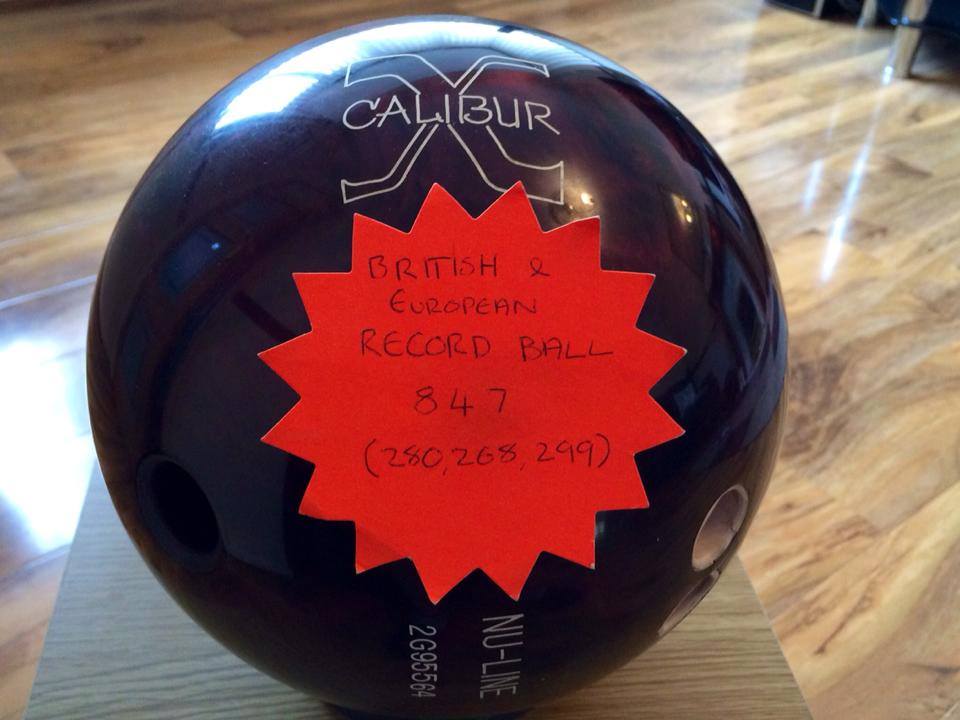 CALIBUR
BRITISH &
EUROPEAN
RECORD BALL
847
(280,268,299)
NU-LINE
2G95564